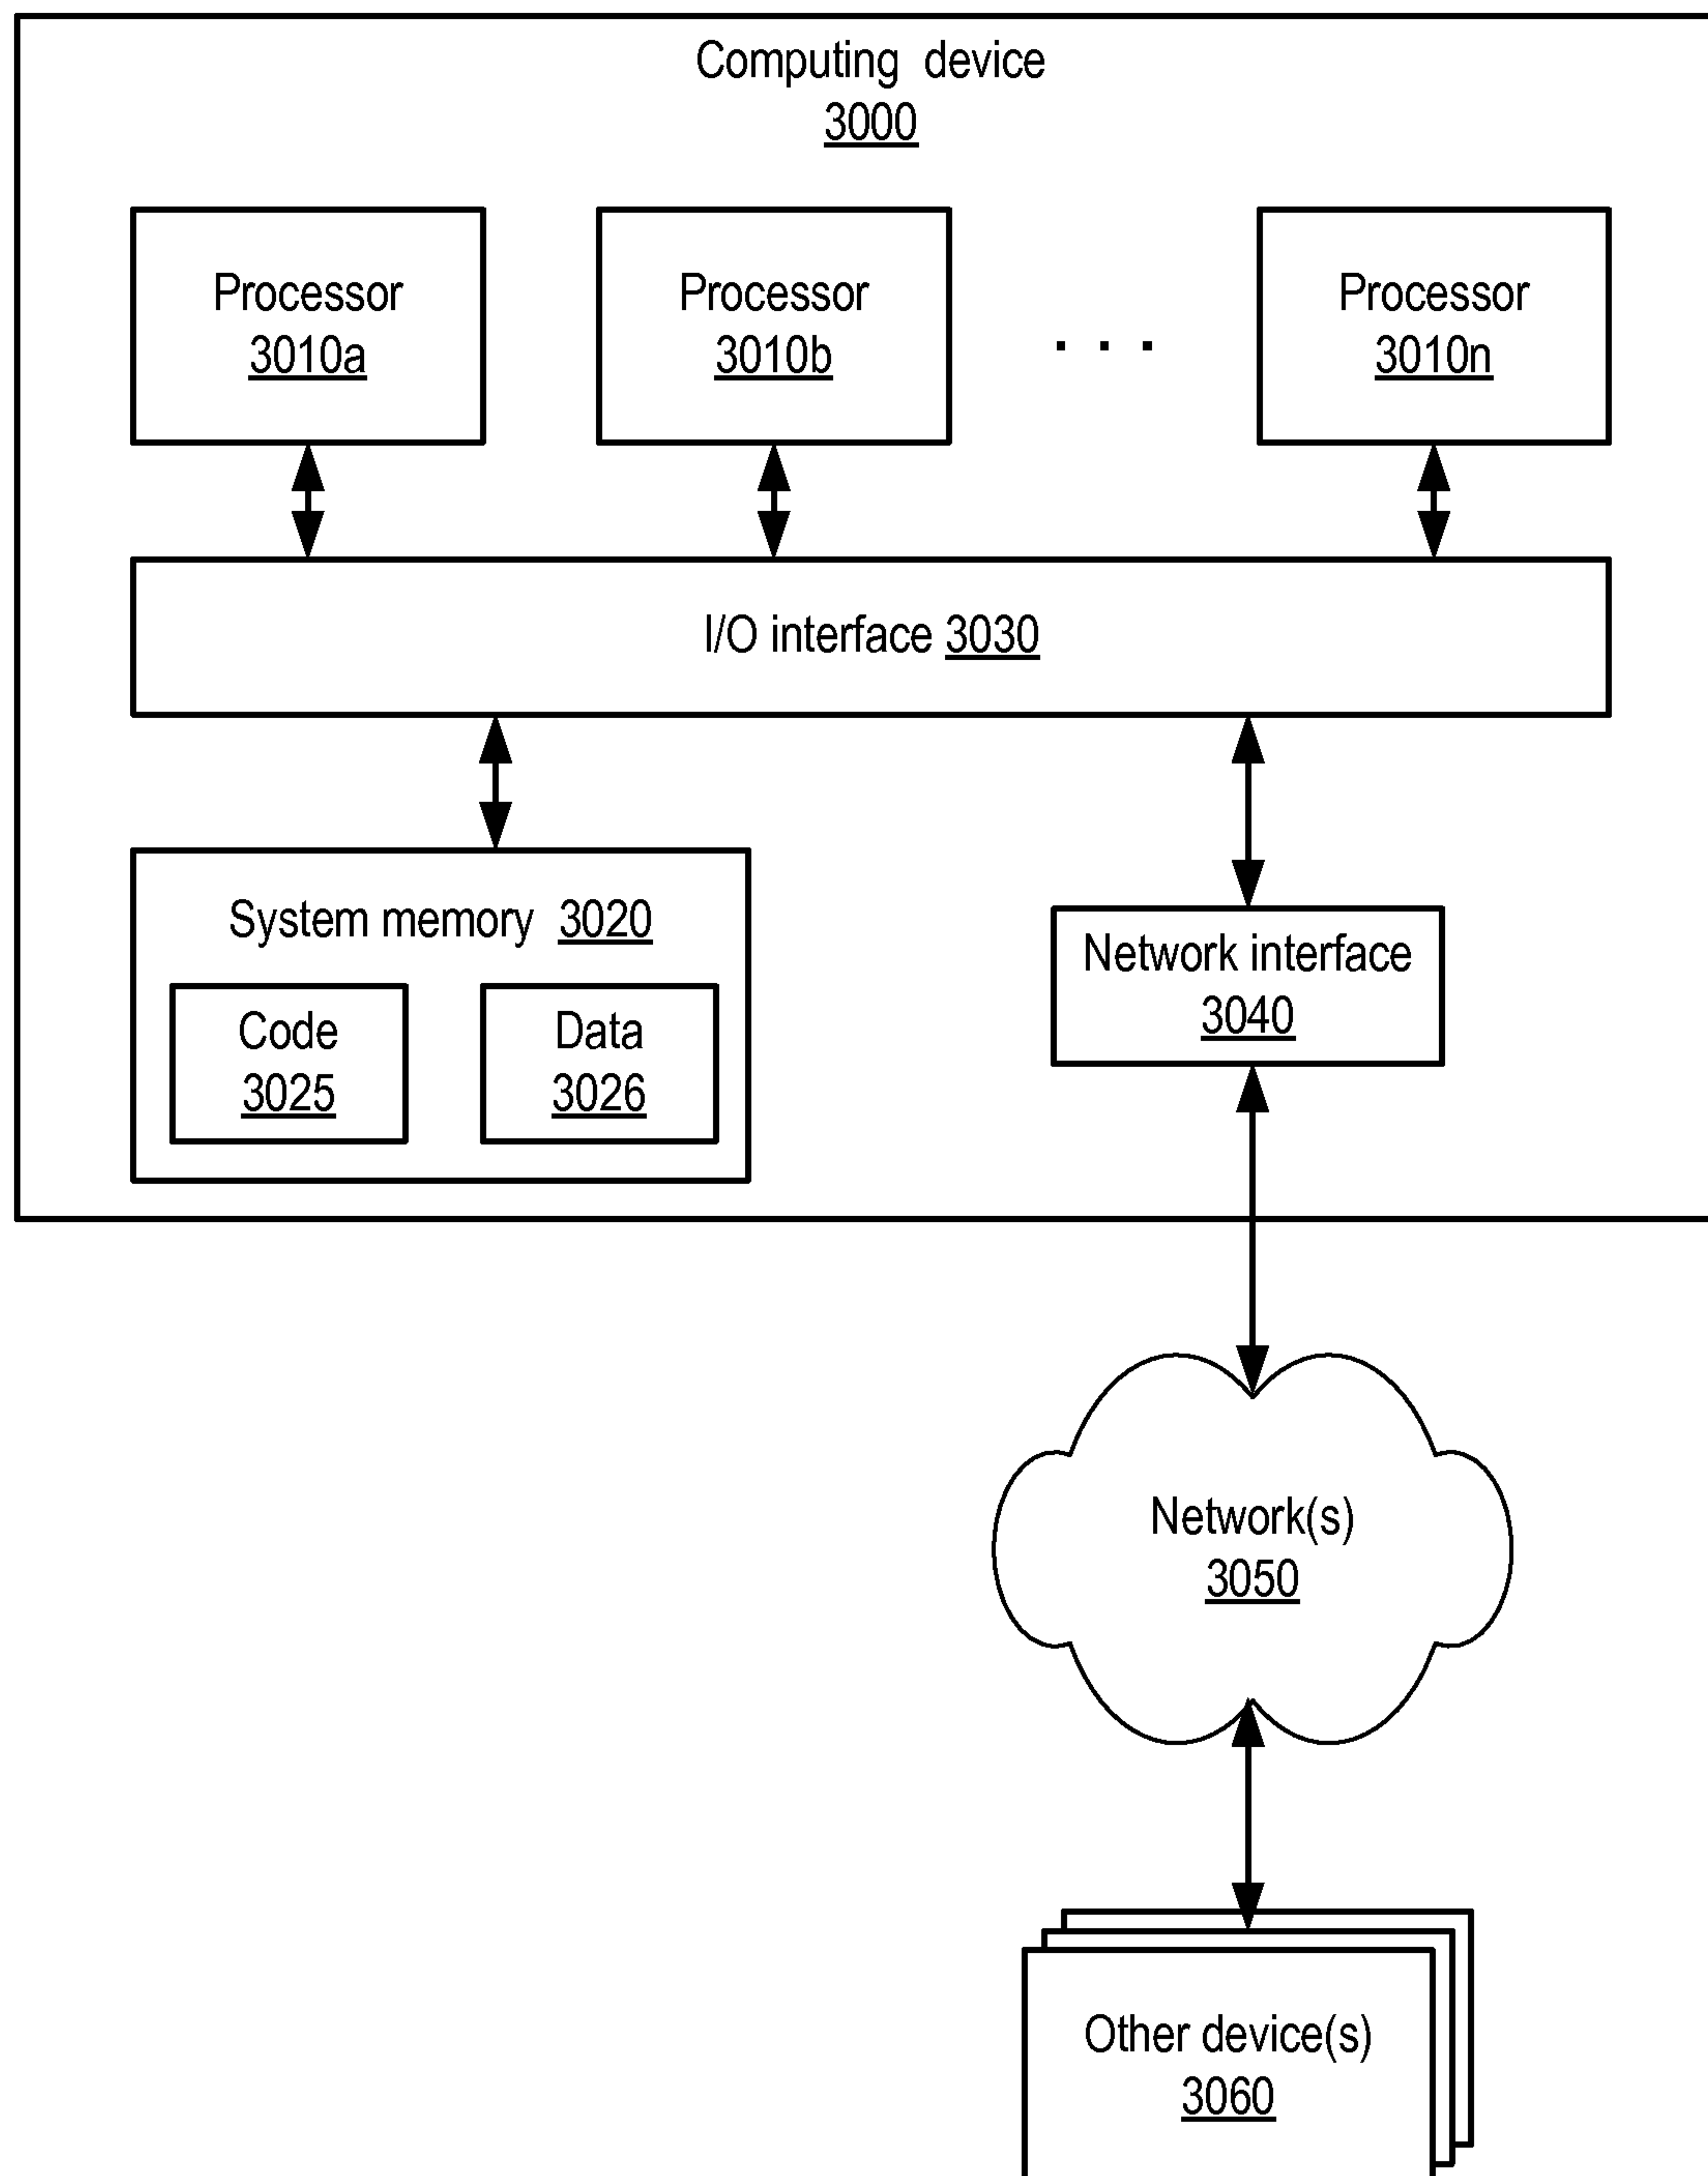 Computing device
3000
Processor
3010a
Processor
3010b
. . .
Processor
3010n
I/O interface 3030
System memory 3020
Code
3025
Data
3026
Network interface
3040
Network(s)
3050
Other device(s)
3060